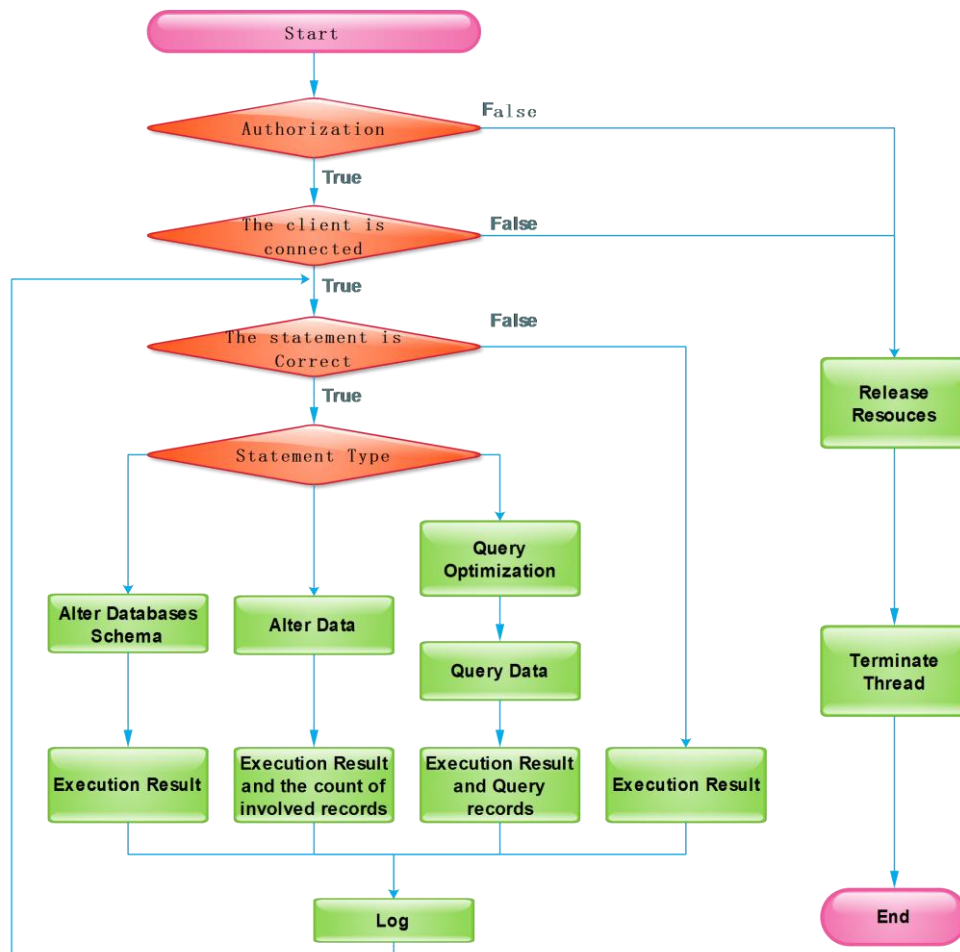 Start
False
Authorization
True
The client is
connected
False
True
False
The statement is
Correct
True
Statement Type
Release
Resouces
Query
Optimization
Alter Databases
Schema
Alter Data
Query Data
Terminate
Thread
Execution Result
Execution Result
and the count of
involved records
Execution Result
and Query
records
Execution Result
Log
End